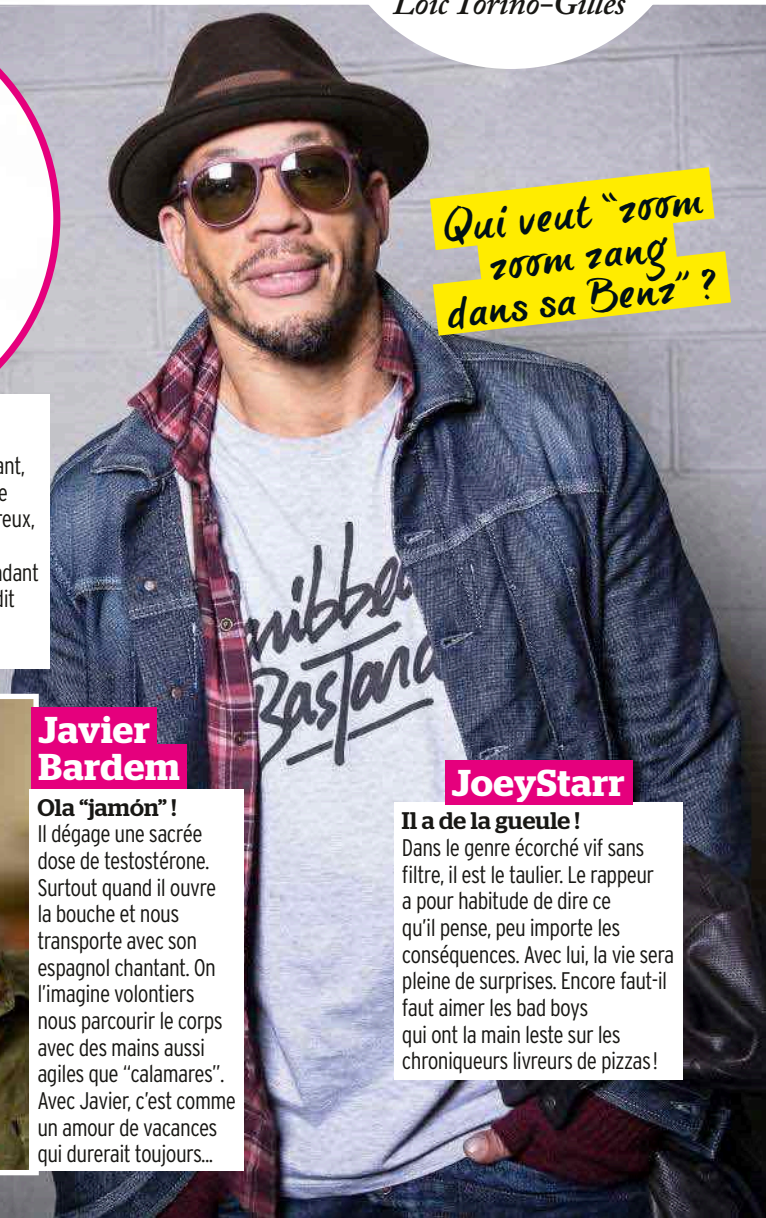 Loïc Torino-Gilles
Qui veut “zoom
zoom zang
dans sa Benz” ?
Bastard
Javier
Bardem
Ola “jamón” !
Il dégage une sacrée
dose de testostérone.
Surtout quand il ouvre
la bouche et nous
transporte avec son
espagnol chantant. On
l’imagine volontiers
nous parcourir le corps
avec des mains aussi
agiles que “calamares”.
Avec Javier, c’est comme
un amour de vacances
qui durerait toujours...
JoeyStarr
Il a de la gueule !
Dans le genre écorché vif sans
filtre, il est le taulier. Le rappeur
a pour habitude de dire ce
qu’il pense, peu importe les
conséquences. Avec lui, la vie sera
pleine de surprises. Encore faut-il
faut aimer les bad boys
qui ont la main leste sur les
chroniqueurs livreurs de pizzas !